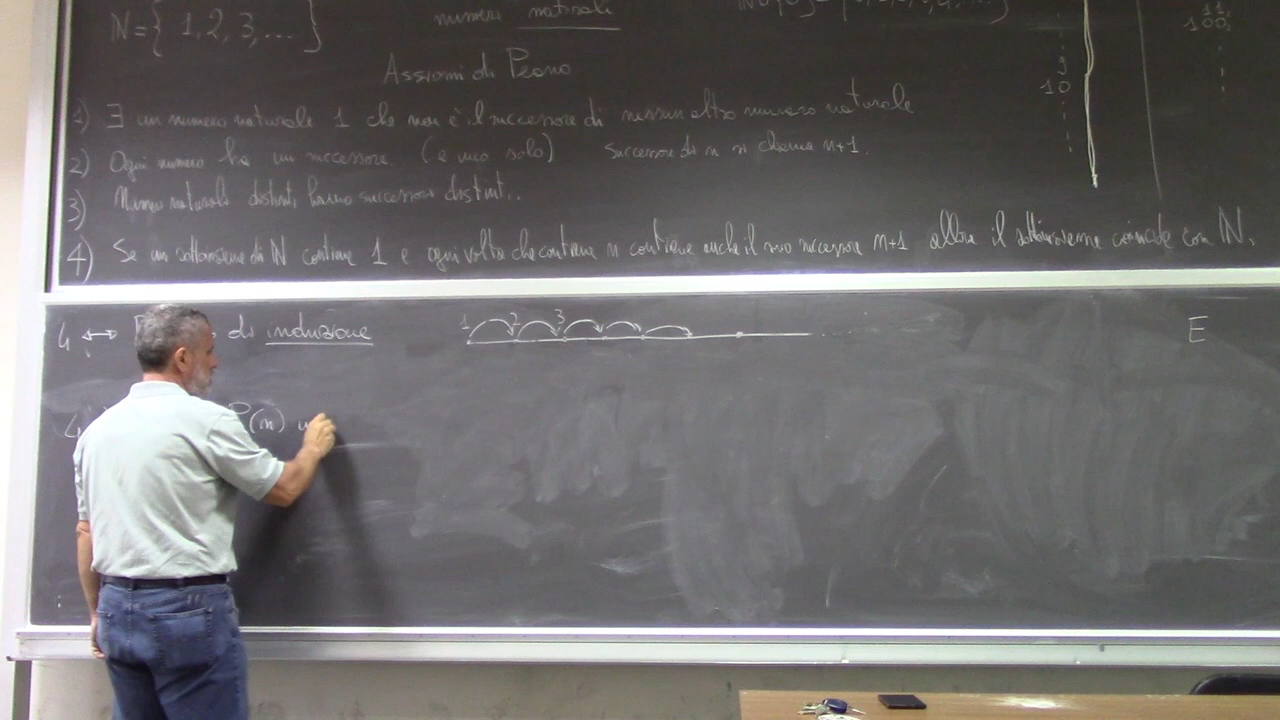 N = { 1, 2, 3, ... }
numeri naturali
11
100
Assiomi di Peano
9
10
1) ∃ un numero naturale 1 che non è il successore di nessun altro numero naturale
2) Ogni numero ha un successore (e uno solo) successore di n si chiama n+1.
3) Numeri naturali distinti hanno successori distinti.
4) Se un sottoinsieme di N contiene 1 e ogni volta che contiene n contiene anche il suo successore n+1 allora il sottoinsieme coincide con N.
4 ↔ P di induzione
1 2 3
E
P(n)